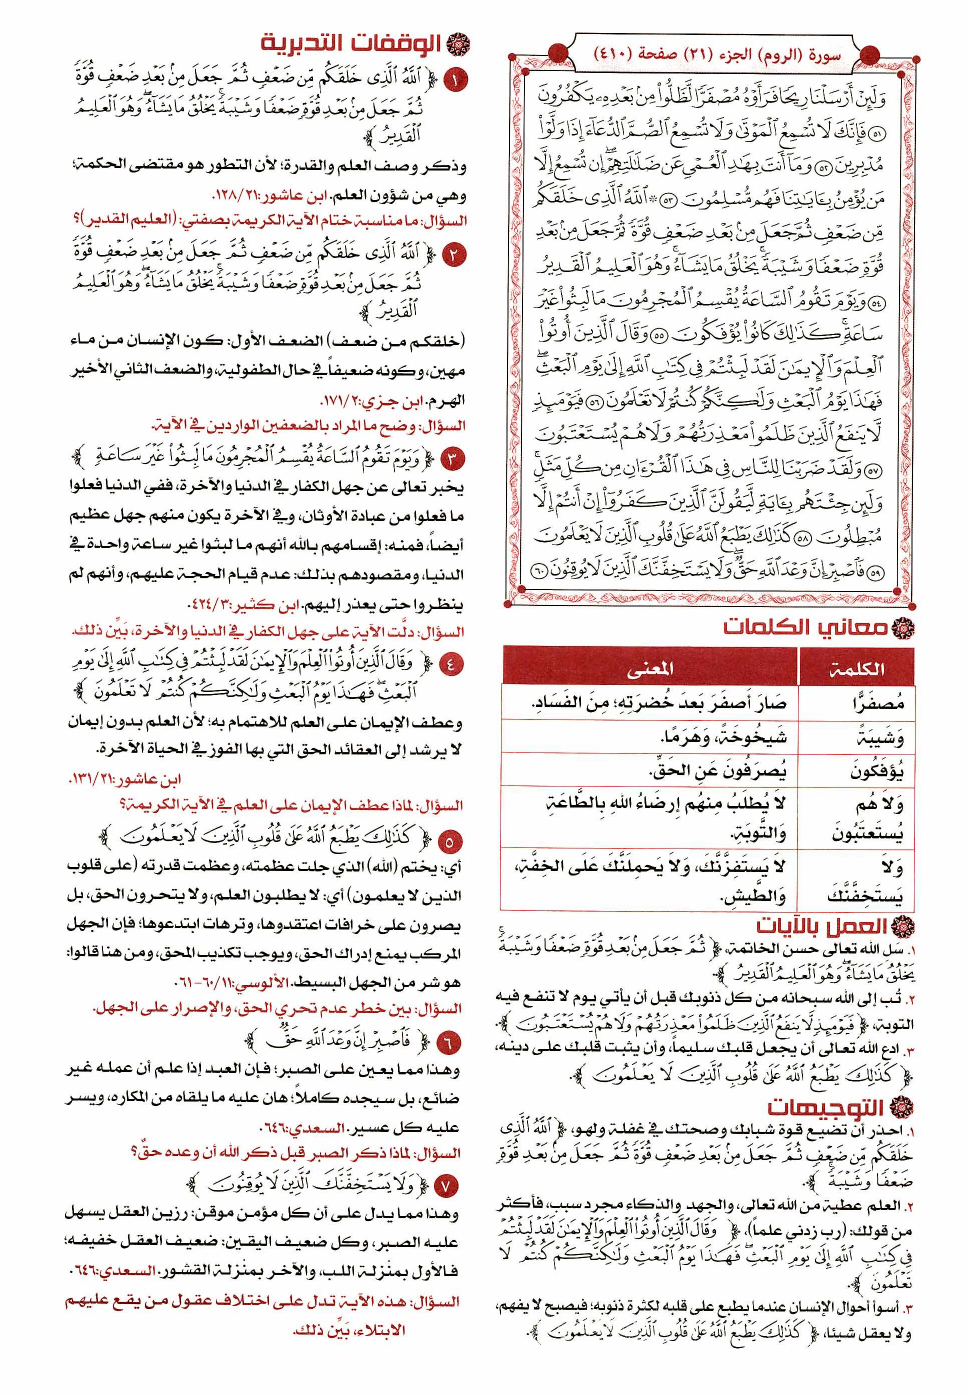 سورة (الروم) الجزء (٢١) صفحة (٤١٠)
وَلَئِنْ أَرْسَلْنَا رِيحًا فَرَأَوْهُ مُصْفَرًّا لَّظَلُّوا۟ مِنۢ بَعْدِهِۦ يَكْفُرُونَ
٥١ فَإِنَّكَ لَا تُسْمِعُ ٱلْمَوْتَىٰ وَلَا تُسْمِعُ ٱلصُّمَّ ٱلدُّعَآءَ إِذَا وَلَّوْا۟
مُدْبِرِينَ ٥٢ وَمَآ أَنتَ بِهَٰدِ ٱلْعُمْىِ عَن ضَلَٰلَتِهِمْ ۖ إِن تُسْمِعُ إِلَّا
مَن يُؤْمِنُ بِـَٔايَٰتِنَا فَهُم مُّسْلِمُونَ ٥٣ ۞ ٱللَّهُ ٱلَّذِى خَلَقَكُم
مِّن ضَعْفٍ ثُمَّ جَعَلَ مِنۢ بَعْدِ ضَعْفٍ قُوَّةً ثُمَّ جَعَلَ مِنۢ بَعْدِ
قُوَّةٍ ضَعْفًا وَشَيْبَةً ۚ يَخْلُقُ مَا يَشَآءُ ۖ وَهُوَ ٱلْعَلِيمُ ٱلْقَدِيرُ
٥٤ وَيَوْمَ تَقُومُ ٱلسَّاعَةُ يُقْسِمُ ٱلْمُجْرِمُونَ مَا لَبِثُوا۟ غَيْرَ
سَاعَةٍ ۚ كَذَٰلِكَ كَانُوا۟ يُؤْفَكُونَ ٥٥ وَقَالَ ٱلَّذِينَ أُوتُوا۟
ٱلْعِلْمَ وَٱلْإِيمَٰنَ لَقَدْ لَبِثْتُمْ فِى كِتَٰبِ ٱللَّهِ إِلَىٰ يَوْمِ ٱلْبَعْثِ ۖ
فَهَٰذَا يَوْمُ ٱلْبَعْثِ وَلَٰكِنَّكُمْ كُنتُمْ لَا تَعْلَمُونَ ٥٦ فَيَوْمَئِذٍ
لَّا يَنفَعُ ٱلَّذِينَ ظَلَمُوا۟ مَعْذِرَتُهُمْ وَلَا هُمْ يُسْتَعْتَبُونَ
٥٧ وَلَقَدْ ضَرَبْنَا لِلنَّاسِ فِى هَٰذَا ٱلْقُرْءَانِ مِن كُلِّ مَثَلٍ ۚ
وَلَئِن جِئْتَهُم بِـَٔايَةٍ لَّيَقُولَنَّ ٱلَّذِينَ كَفَرُوٓا۟ إِنْ أَنتُمْ إِلَّا
مُبْطِلُونَ ٥٨ كَذَٰلِكَ يَطْبَعُ ٱللَّهُ عَلَىٰ قُلُوبِ ٱلَّذِينَ لَا يَعْلَمُونَ
٥٩ فَٱصْبِرْ إِنَّ وَعْدَ ٱللَّهِ حَقٌّ ۖ وَلَا يَسْتَخِفَّنَّكَ ٱلَّذِينَ لَا يُوقِنُونَ ٦٠
معاني الكلمات
الكلمة المعنى
مُصفَرًّا صَارَ أَصفَرَ بَعدَ خُضرَتِهِ؛ مِنَ الفَسَادِ.
وَشَيبَةً شَيخُوخَةً، وَهَرَمًا.
يُؤفَكُونَ يُصرَفُونَ عَنِ الحَقِّ.
وَلاَ هُم يُستَعتَبُونَ لاَ يُطلَبُ مِنهُم إِرضَاءُ اللهِ بِالطَّاعَةِ
وَالتَّوبَةِ.
وَلاَ يَستَخِفَّنَّكَ لاَ يَستَفِزَّنَّكَ، وَلاَ يَحمِلَنَّكَ عَلَى الخِفَّةِ،
وَالطَّيشِ.
العمل بالآيات
١. سَل الله تعالى حسن الخاتمة، ﴿ ثُمَّ جَعَلَ مِنۢ بَعْدِ قُوَّةٍ ضَعْفًا وَشَيْبَةً ۚ
يَخْلُقُ مَا يَشَآءُ ۖ وَهُوَ ٱلْعَلِيمُ ٱلْقَدِيرُ ﴾.
٢. تُب إلى الله سبحانه من كل ذنوبك قبل أن يأتي يوم لا تنفع فيه
التوبة، ﴿ فَيَوْمَئِذٍ لَّا يَنفَعُ ٱلَّذِينَ ظَلَمُوا۟ مَعْذِرَتُهُمْ وَلَا هُمْ يُسْتَعْتَبُونَ ﴾.
٣. ادع الله تعالى أن يجعل قلبك سليماً، وأن يثبت قلبك على دينه،
﴿ كَذَٰلِكَ يَطْبَعُ ٱللَّهُ عَلَىٰ قُلُوبِ ٱلَّذِينَ لَا يَعْلَمُونَ ﴾.
التوجيهات
١. احذر أن تضيع قوة شبابك وصحتك في غفلة ولهو، ﴿ ٱللَّهُ ٱلَّذِى
خَلَقَكُم مِّن ضَعْفٍ ثُمَّ جَعَلَ مِنۢ بَعْدِ ضَعْفٍ قُوَّةً ثُمَّ جَعَلَ مِنۢ بَعْدِ قُوَّةٍ
ضَعْفًا وَشَيْبَةً ﴾.
٢. العلم عطية من الله تعالى، والجهد والذكاء مجرد سبب، فأكثر
من قولك: (رب زدني علماً)، ﴿ وَقَالَ ٱلَّذِينَ أُوتُوا۟ ٱلْعِلْمَ وَٱلْإِيمَٰنَ لَقَدْ لَبِثْتُمْ
فِى كِتَٰبِ ٱللَّهِ إِلَىٰ يَوْمِ ٱلْبَعْثِ ۖ فَهَٰذَا يَوْمُ ٱلْبَعْثِ وَلَٰكِنَّكُمْ كُنتُمْ لَا
تَعْلَمُونَ ﴾.
٣. أسوأ أحوال الإنسان عندما يطبع على قلبه لكثرة ذنوبه؛ فيصبح لا يفهم،
ولا يعقل شيئا، ﴿ كَذَٰلِكَ يَطْبَعُ ٱللَّهُ عَلَىٰ قُلُوبِ ٱلَّذِينَ لَا يَعْلَمُونَ ﴾.
الوقفات التدبرية
١ ﴿ ٱللَّهُ ٱلَّذِى خَلَقَكُم مِّن ضَعْفٍ ثُمَّ جَعَلَ مِنۢ بَعْدِ ضَعْفٍ قُوَّةً
ثُمَّ جَعَلَ مِنۢ بَعْدِ قُوَّةٍ ضَعْفًا وَشَيْبَةً ۚ يَخْلُقُ مَا يَشَآءُ ۖ وَهُوَ ٱلْعَلِيمُ
ٱلْقَدِيرُ ﴾
وذكر وصف العلم والقدرة؛ لأن التطور هو مقتضى الحكمة؛
وهي من شؤون العلم. ابن عاشور:١٢٨/٢١.
السؤال: ما مناسبة ختام الآية الكريمة بصفتي: (العليم القدير)؟
٢ ﴿ ٱللَّهُ ٱلَّذِى خَلَقَكُم مِّن ضَعْفٍ ثُمَّ جَعَلَ مِنۢ بَعْدِ ضَعْفٍ قُوَّةً
ثُمَّ جَعَلَ مِنۢ بَعْدِ قُوَّةٍ ضَعْفًا وَشَيْبَةً ۚ يَخْلُقُ مَا يَشَآءُ ۖ وَهُوَ ٱلْعَلِيمُ
ٱلْقَدِيرُ ﴾
(خلقكم من ضعف) الضعف الأول: كون الإنسان من ماء
مهين، وكونه ضعيفاً في حال الطفولية، والضعف الثاني الأخير
الهرم. ابن جزي:١٧١/٢.
السؤال: وضح ما المراد بالضعفين الواردين في الآية.
٣ ﴿ وَيَوْمَ تَقُومُ ٱلسَّاعَةُ يُقْسِمُ ٱلْمُجْرِمُونَ مَا لَبِثُوا۟ غَيْرَ سَاعَةٍ ﴾
يخبر تعالى عن جهل الكفار في الدنيا والآخرة، ففي الدنيا فعلوا
ما فعلوا من عبادة الأوثان، وفي الآخرة يكون منهم جهل عظيم
أيضاً، فمنه: إقسامهم بالله أنهم ما لبثوا غير ساعة واحدة في
الدنيا، ومقصودهم بذلك: عدم قيام الحجة عليهم، وأنهم لم
ينظروا حتى يعذر إليهم. ابن كثير:٤٢٤/٣.
السؤال: دلَّت الآية على جهل الكفار في الدنيا والآخرة، بَيِّن ذلك.
٤ ﴿ وَقَالَ ٱلَّذِينَ أُوتُوا۟ ٱلْعِلْمَ وَٱلْإِيمَٰنَ لَقَدْ لَبِثْتُمْ فِى كِتَٰبِ ٱللَّهِ إِلَىٰ يَوْمِ
ٱلْبَعْثِ ۖ فَهَٰذَا يَوْمُ ٱلْبَعْثِ وَلَٰكِنَّكُمْ كُنتُمْ لَا تَعْلَمُونَ ﴾
وعطف الإيمان على العلم للاهتمام به؛ لأن العلم بدون إيمان
لا يرشد إلى العقائد الحق التي بها الفوز في الحياة الآخرة.
ابن عاشور:١٣١/٢١.
السؤال: لماذا عطف الإيمان على العلم في الآية الكريمة؟
٥ ﴿ كَذَٰلِكَ يَطْبَعُ ٱللَّهُ عَلَىٰ قُلُوبِ ٱلَّذِينَ لَا يَعْلَمُونَ ﴾
أي: يختم (الله) الذي جلت عظمته، وعظمت قدرته (على قلوب
الذين لا يعلمون) أي: لا يطلبون العلم، ولا يتحرون الحق، بل
يصرون على خرافات اعتقدوها، وترهات ابتدعوها؛ فإن الجهل
المركب يمنع إدراك الحق، ويوجب تكذيب المحق، ومن هنا قالوا:
هو شر من الجهل البسيط. الألوسي:٦٠/١١-٦١.
السؤال: بين خطر عدم تحري الحق، والإصرار على الجهل.
٦ ﴿ فَٱصْبِرْ إِنَّ وَعْدَ ٱللَّهِ حَقٌّ ﴾
وهذا مما يعين على الصبر؛ فإن العبد إذا علم أن عمله غير
ضائع، بل سيجده كاملاً؛ هان عليه ما يلقاه من المكاره، ويسر
عليه كل عسير. السعدي:٦٤٦.
السؤال: لماذا ذكر الصبر قبل ذكر الله أن وعده حقٌّ؟
٧ ﴿ وَلَا يَسْتَخِفَّنَّكَ ٱلَّذِينَ لَا يُوقِنُونَ ﴾
وهذا مما يدل على أن كل مؤمن موقن: رزين العقل يسهل
عليه الصبر، وكل ضعيف اليقين: ضعيف العقل خفيفه؛
فالأول بمنزلة اللب، والآخر بمنزلة القشور. السعدي:٦٤٦.
السؤال: هذه الآية تدل على اختلاف عقول من يقع عليهم
الابتلاء، بَيِّن ذلك.